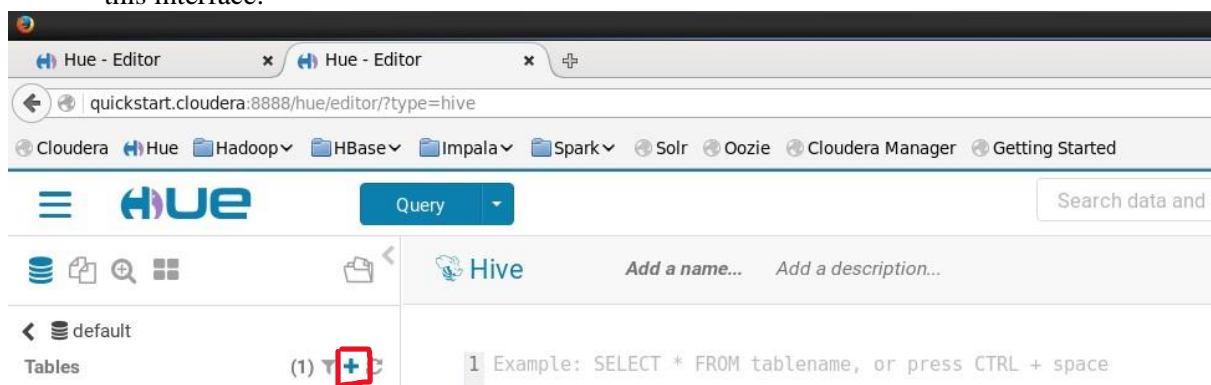 this interface.
Hue - Editor × Hue - Editor ×
quickstart.cloudera:8888/hue/editor/?type=hive
Cloudera Hue Hadoop HBase Impala Spark Solr Oozie Cloudera Manager Getting Started
HUE Query Search data and
Hive Add a name... Add a description...
default
Tables (1)
1 Example: SELECT * FROM tablename, or press CTRL + space